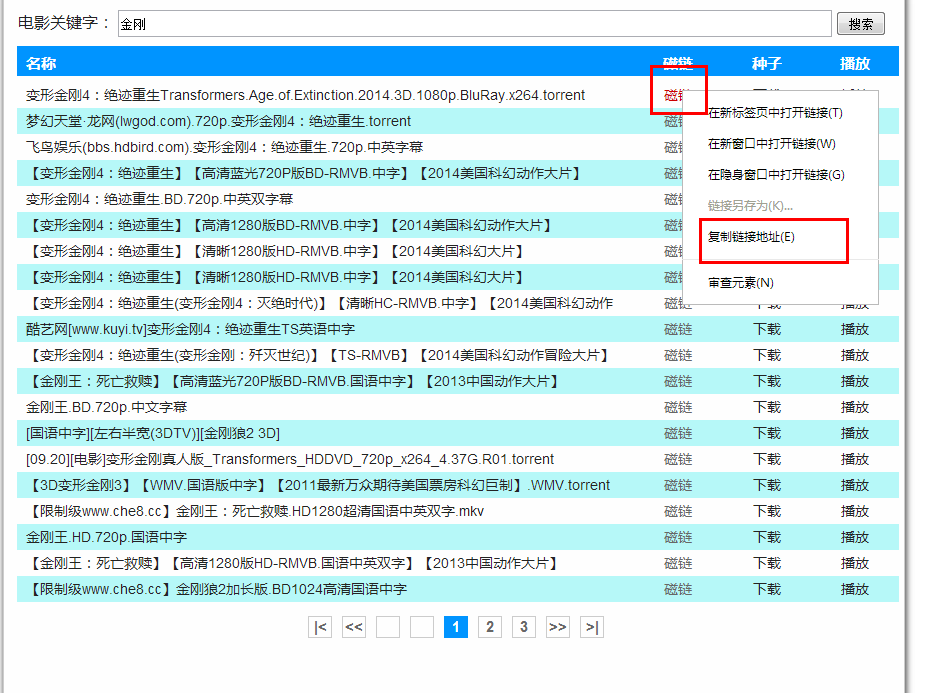 电影关键字： 金刚 搜索
名称 磁链 种子 播放
变形金刚4：绝迹重生Transformers.Age.of.Extinction.2014.3D.1080p.BluRay.x264.torrent 磁
在新标签页中打开链接(T)
梦幻天堂·龙网(lwgod.com).720p.变形金刚4：绝迹重生.torrent 磁
飞鸟娱乐(bbs.hdbird.com).变形金刚4：绝迹重生.720p.中英字幕 磁
在新窗口中打开链接(W)
【变形金刚4：绝迹重生】【高清蓝光720P版BD-RMVB.中字】【2014美国科幻动作大片】 磁
在隐身窗口中打开链接(G)
变形金刚4：绝迹重生.BD.720p.中英双字幕 磁
链接另存为(K)...
【变形金刚4：绝迹重生】【高清1280版BD-RMVB.中字】【2014美国科幻动作大片】 磁
复制链接地址(E)
【变形金刚4：绝迹重生】【清晰1280版HD-RMVB.中字】【2014美国科幻大片】 磁
【变形金刚4：绝迹重生】【清晰1280版HD-RMVB.中字】【2014美国科幻大片】 磁
审查元素(N)
【变形金刚4：绝迹重生(变形金刚4：灭绝时代)】【清晰HC-RMVB.中字】【2014美国科幻动作 磁链 下载 播放
酷艺网[www.kuyi.tv]变形金刚4：绝迹重生TS英语中字 磁链 下载 播放
【变形金刚4：绝迹重生(变形金刚：歼灭世纪)】【TS-RMVB】【2014美国科幻动作冒险大片】 磁链 下载 播放
【金刚王：死亡救赎】【高清蓝光720P版BD-RMVB.国语中字】【2013中国动作大片】 磁链 下载 播放
金刚王.BD.720p.中文字幕 磁链 下载 播放
[国语中字][左右半宽(3DTV)][金刚狼2 3D] 磁链 下载 播放
[09.20][电影]变形金刚真人版_Transformers_HDDVD_720p_x264_4.37G.R01.torrent 磁链 下载 播放
【3D变形金刚3】【WMV.国语版中字】【2011最新万众期待美国票房科幻巨制】.WMV.torrent 磁链 下载 播放
【限制级www.che8.cc】金刚王：死亡救赎.HD1280超清国语中英双字.mkv 磁链 下载 播放
金刚王.HD.720p.国语中字 磁链 下载 播放
【金刚王：死亡救赎】【高清1280版HD-RMVB.国语中英双字】【2013中国动作大片】 磁链 下载 播放
【限制级www.che8.cc】金刚狼2加长版.BD1024高清国语中字 磁链 下载 播放
|< << 1 2 3 >> >|